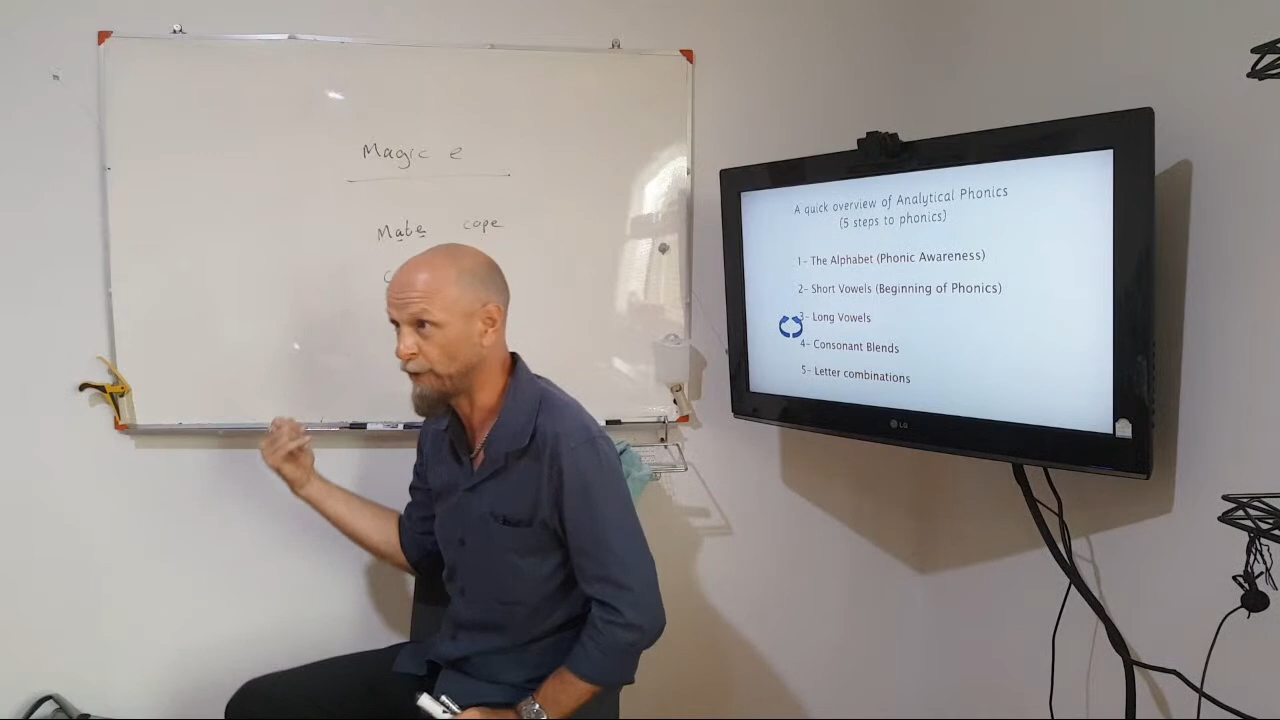 Magic e
Mate cope
A quick overview of Analytical Phonics
(5 steps to phonics)
1- The Alphabet (Phonic Awareness)
2- Short Vowels (Beginning of Phonics)
3- Long Vowels
4- Consonant Blends
5- Letter combinations
LG